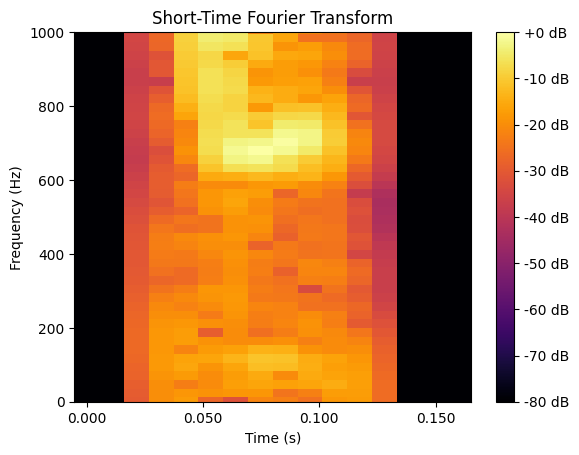 Short-Time Fourier Transform
Frequency (Hz)
1000
800
600
400
200
0
0.000
0.050
0.100
0.150
Time (s)
+0 dB
-10 dB
-20 dB
-30 dB
-40 dB
-50 dB
-60 dB
-70 dB
-80 dB